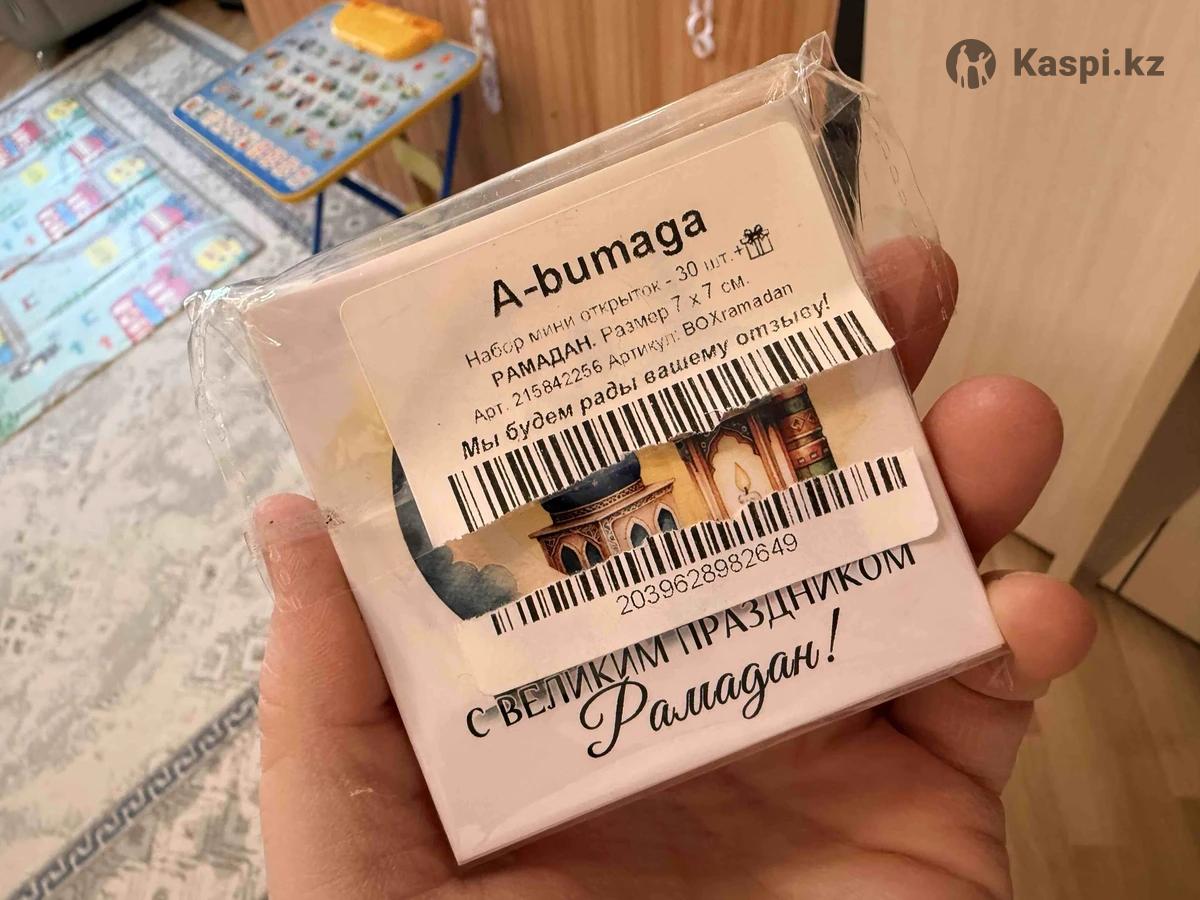 Kaspi.kz
A-bumaga
Набор мини открыток - 30 шт.+
РАМАДАН. Размер 7 x 7 см.
Арт. 215842256 Артикул: BOXramadan
Мы будем рады вашему отзыву!
2039628982649
С ВЕЛИКИМ ПРАЗДНИКОМ
Рамадан!